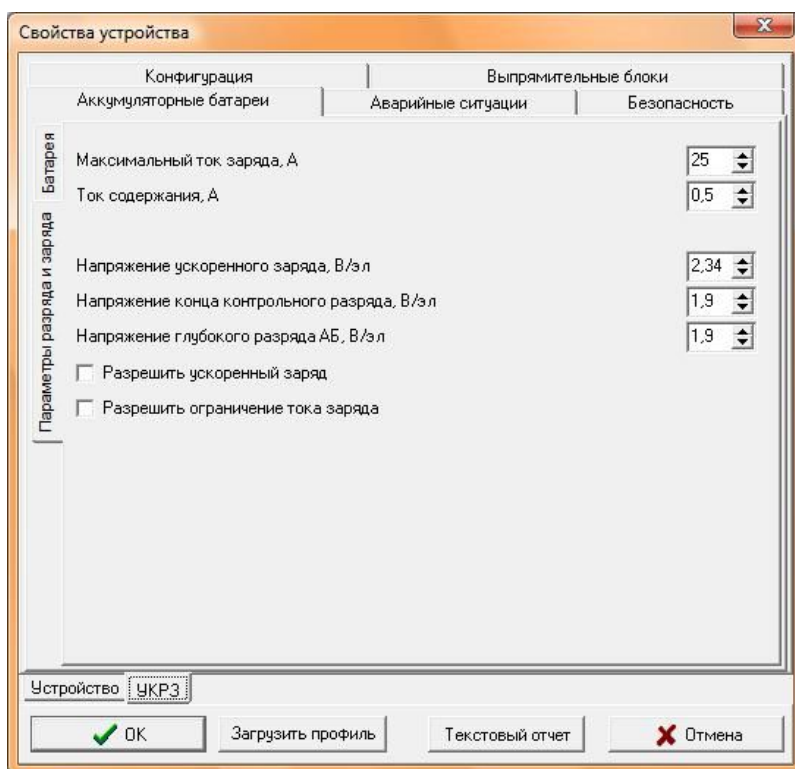 Свойства устройства
Конфигурация
Выпрямительные блоки
Аккумуляторные батареи
Аварийные ситуации
Безопасность
Батарея
Параметры разряда и заряда
Максимальный ток заряда, А 25
Ток содержания, А 0,5
Напряжение ускоренного заряда, В/эл 2,34
Напряжение конца контрольного разряда, В/эл 1,9
Напряжение глубокого разряда АБ, В/эл 1,9
Разрешить ускоренный заряд
Разрешить ограничение тока заряда
Устройство УКРЗ
ОК Загрузить профиль Текстовый отчет Отмена